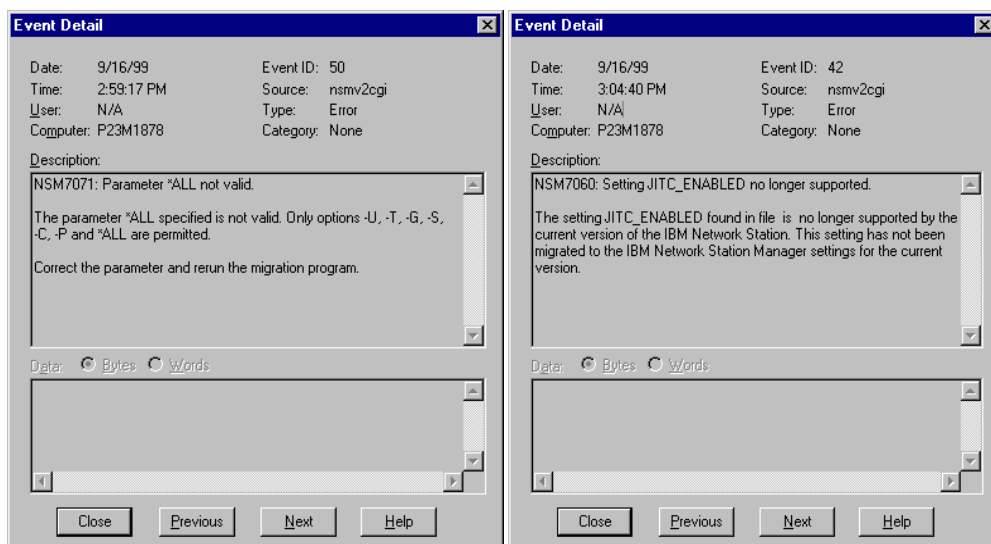 Event Detail
Date: 9/16/99 Event ID: 50
Time: 2:59:17 PM Source: nsmv2cgi
User: N/A Type: Error
Computer: P23M1878 Category: None
Description:
NSM7071: Parameter *ALL not valid.
The parameter *ALL specified is not valid. Only options -U, -T, -G, -S,
-C, -P and *ALL are permitted.
Correct the parameter and rerun the migration program.
Data: Bytes Words
Close Previous Next Help
Event Detail
Date: 9/16/99 Event ID: 42
Time: 3:04:40 PM Source: nsmv2cgi
User: N/A Type: Error
Computer: P23M1878 Category: None
Description:
NSM7060: Setting JITC_ENABLED no longer supported.
The setting JITC_ENABLED found in file is no longer supported by the
current version of the IBM Network Station. This setting has not been
migrated to the IBM Network Station Manager settings for the current
version.
Data: Bytes Words
Close Previous Next Help